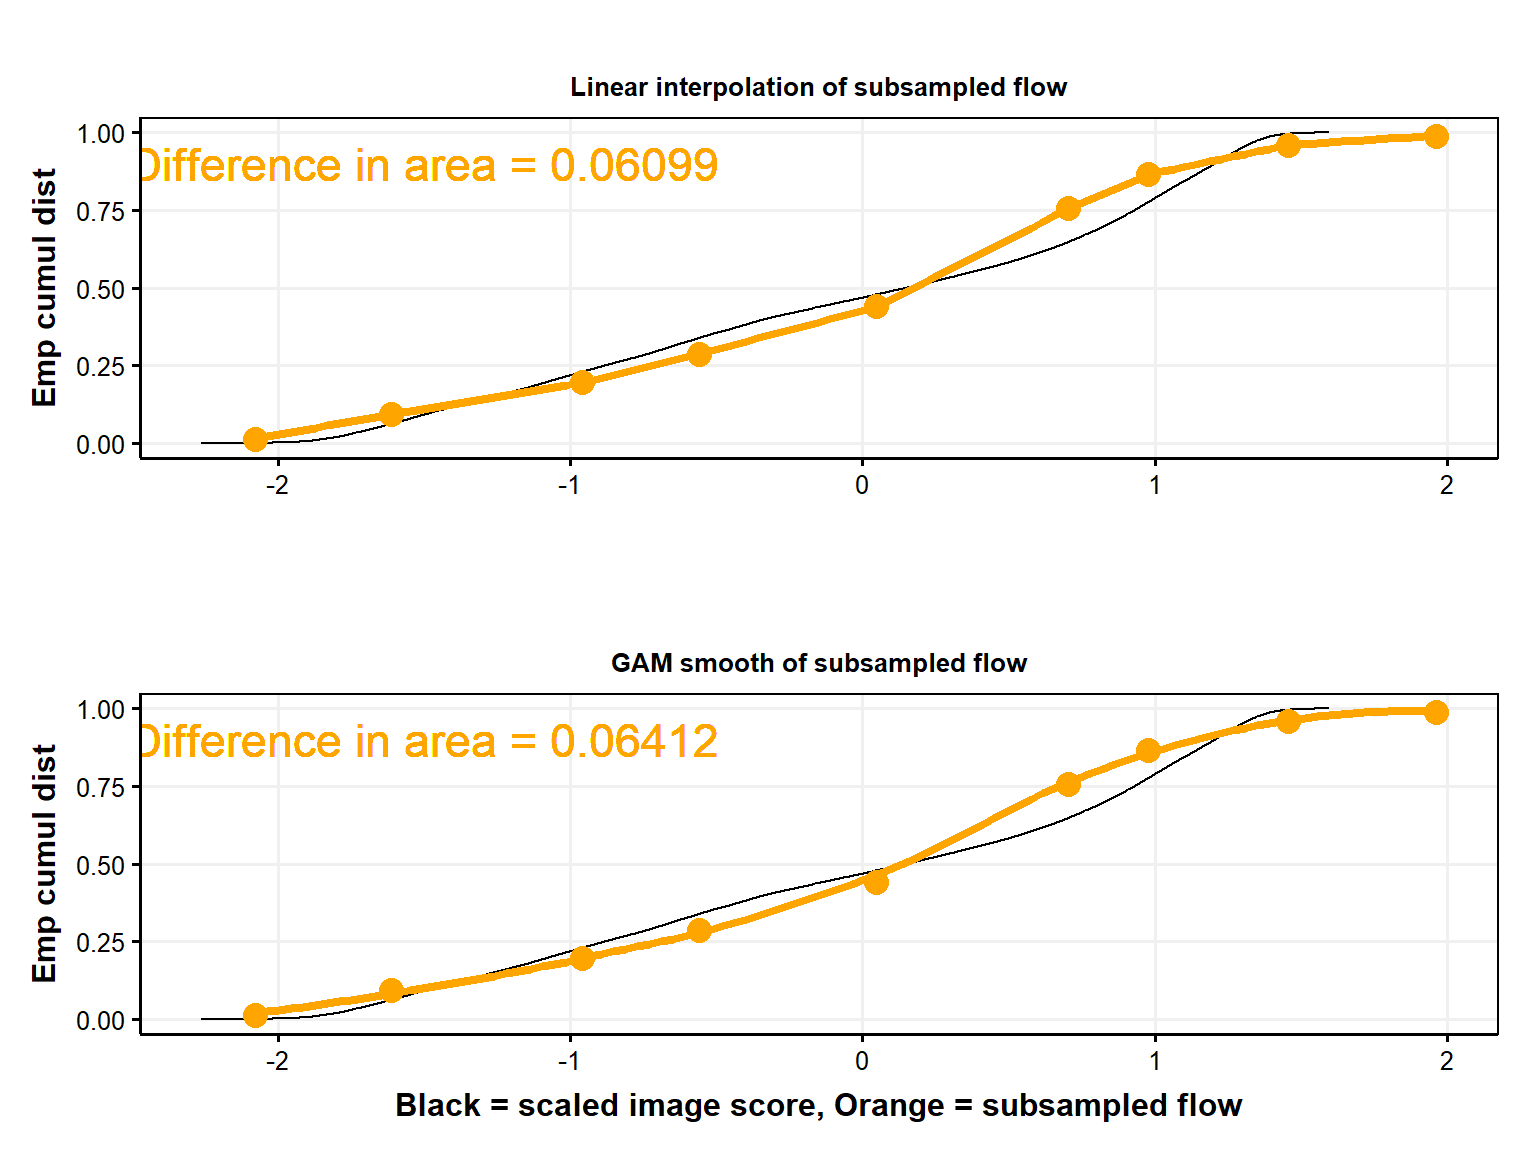 Linear interpolation of subsampled flow
Emp cumul dist
1.00
0.75
0.50
0.25
0.00
Difference in area = 0.06099
-2
-1
0
1
2
GAM smooth of subsampled flow
Emp cumul dist
1.00
0.75
0.50
0.25
0.00
Difference in area = 0.06412
-2
-1
0
1
2
Black = scaled image score, Orange = subsampled flow